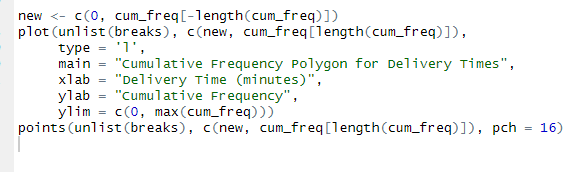 new <- c(0, cum_freq[-length(cum_freq)])
plot(unlist(breaks), c(new, cum_freq[length(cum_freq)]),
     type = 'l',
     main = "Cumulative Frequency Polygon for Delivery Times",
     xlab = "Delivery Time (minutes)",
     ylab = "Cumulative Frequency",
     ylim = c(0, max(cum_freq)))
points(unlist(breaks), c(new, cum_freq[length(cum_freq)]), pch = 16)